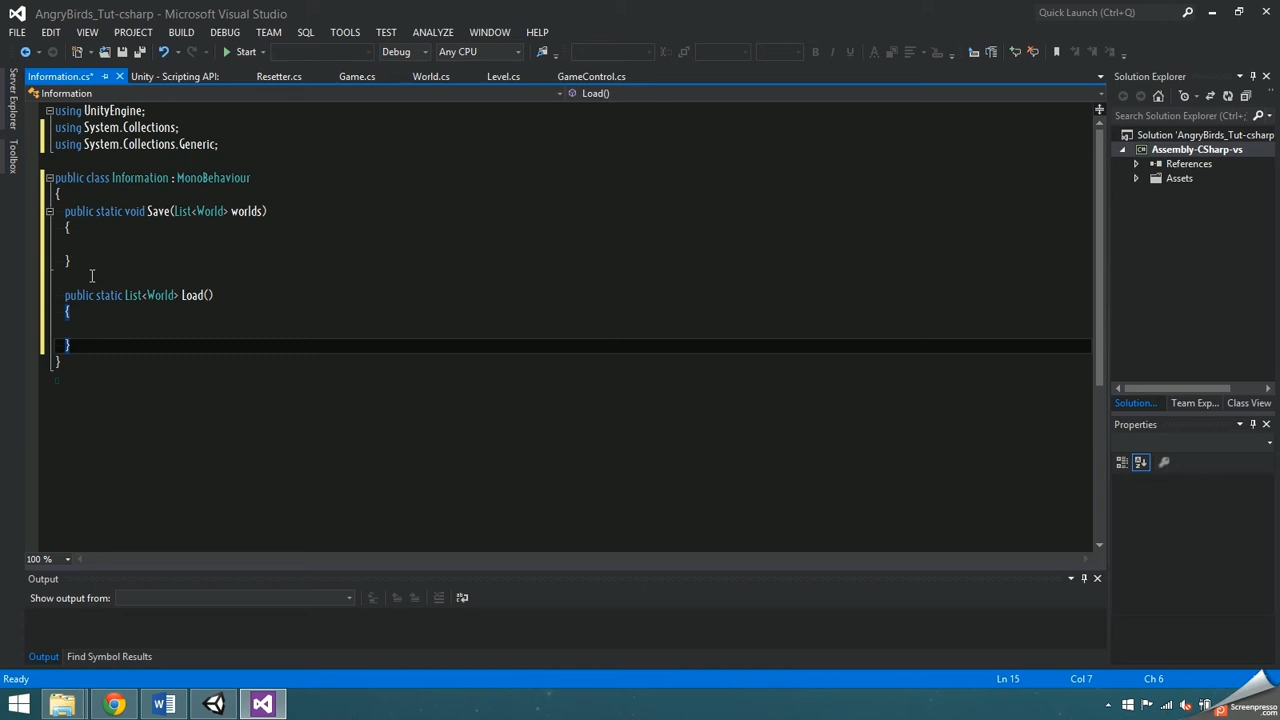 AngryBirds_Tut-csharp - Microsoft Visual Studio
Quick Launch (Ctrl+Q)
FILE EDIT VIEW PROJECT BUILD DEBUG TEAM SQL TOOLS TEST ANALYZE WINDOW HELP
Start Debug Any CPU
Server Explorer
Toolbox
Information.cs* Unity - Scripting API: Resetter.cs Game.cs World.cs Level.cs GameControl.cs
Information Load()
using UnityEngine;
using System.Collections;
using System.Collections.Generic;
public class Information : MonoBehaviour
{
public static void Save(List<World> worlds)
{
}
public static List<World> Load()
{
}
}
100 %
Solution Explorer
Search Solution Explorer (Ctrl+;
Solution 'AngryBirds_Tut-csharp
Assembly-CSharp-vs
References
Assets
Solution... Team Exp... Class View
Properties
Output
Show output from:
Output Find Symbol Results
Ready Ln 15 Col 7 Ch 6
Screenpresso
.com